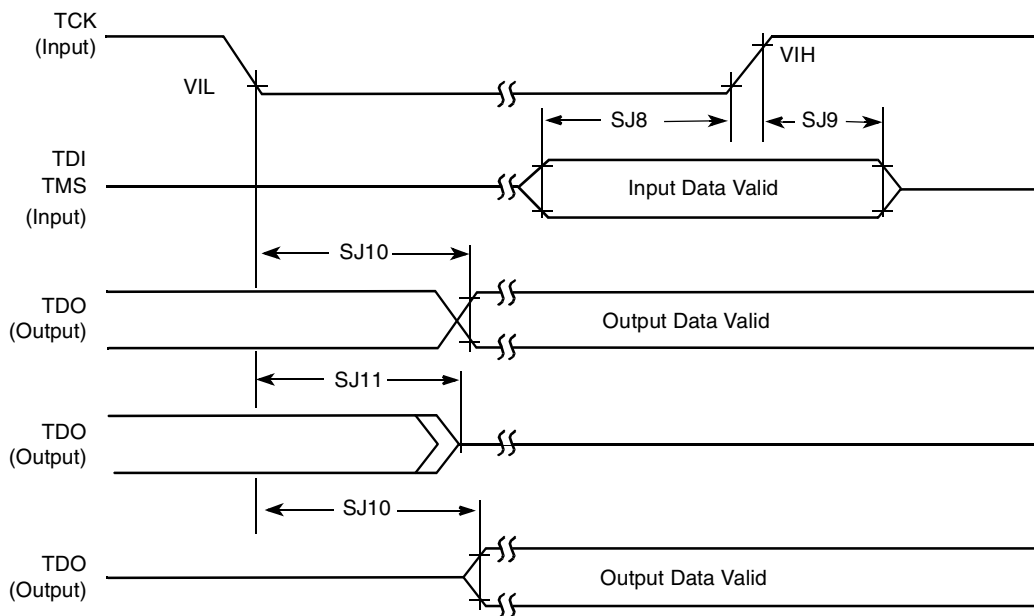 TCK
(Input)
VIH
VIL
SJ8
SJ9
TDI
TMS
(Input)
Input Data Valid
SJ10
TDO
(Output)
Output Data Valid
SJ11
TDO
(Output)
SJ10
TDO
(Output)
Output Data Valid